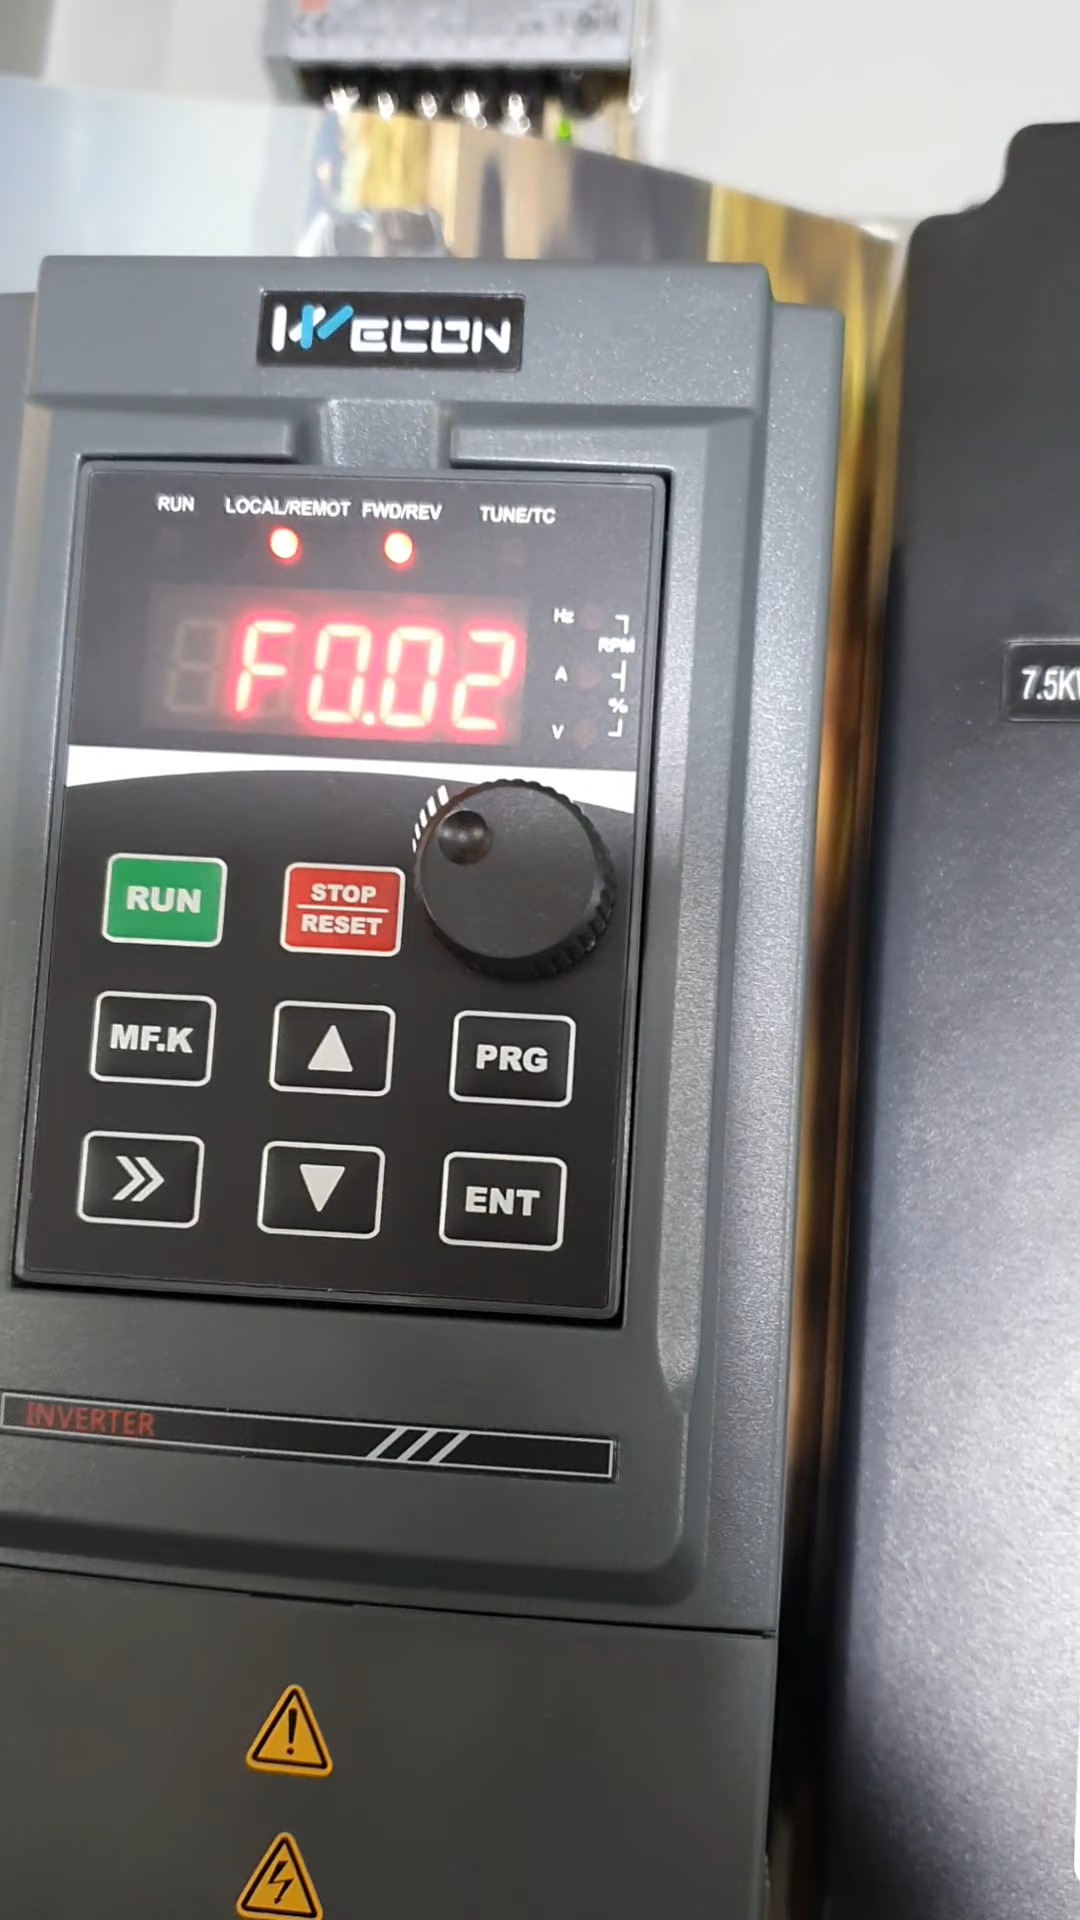 WECON
RUN LOCAL/REMOT FWD/REV TUNE/TC
F0.02
Hz
RPM
A
%
V
RUN
STOP
RESET
MF.K
PRG
ENT
INVERTER
7.5K